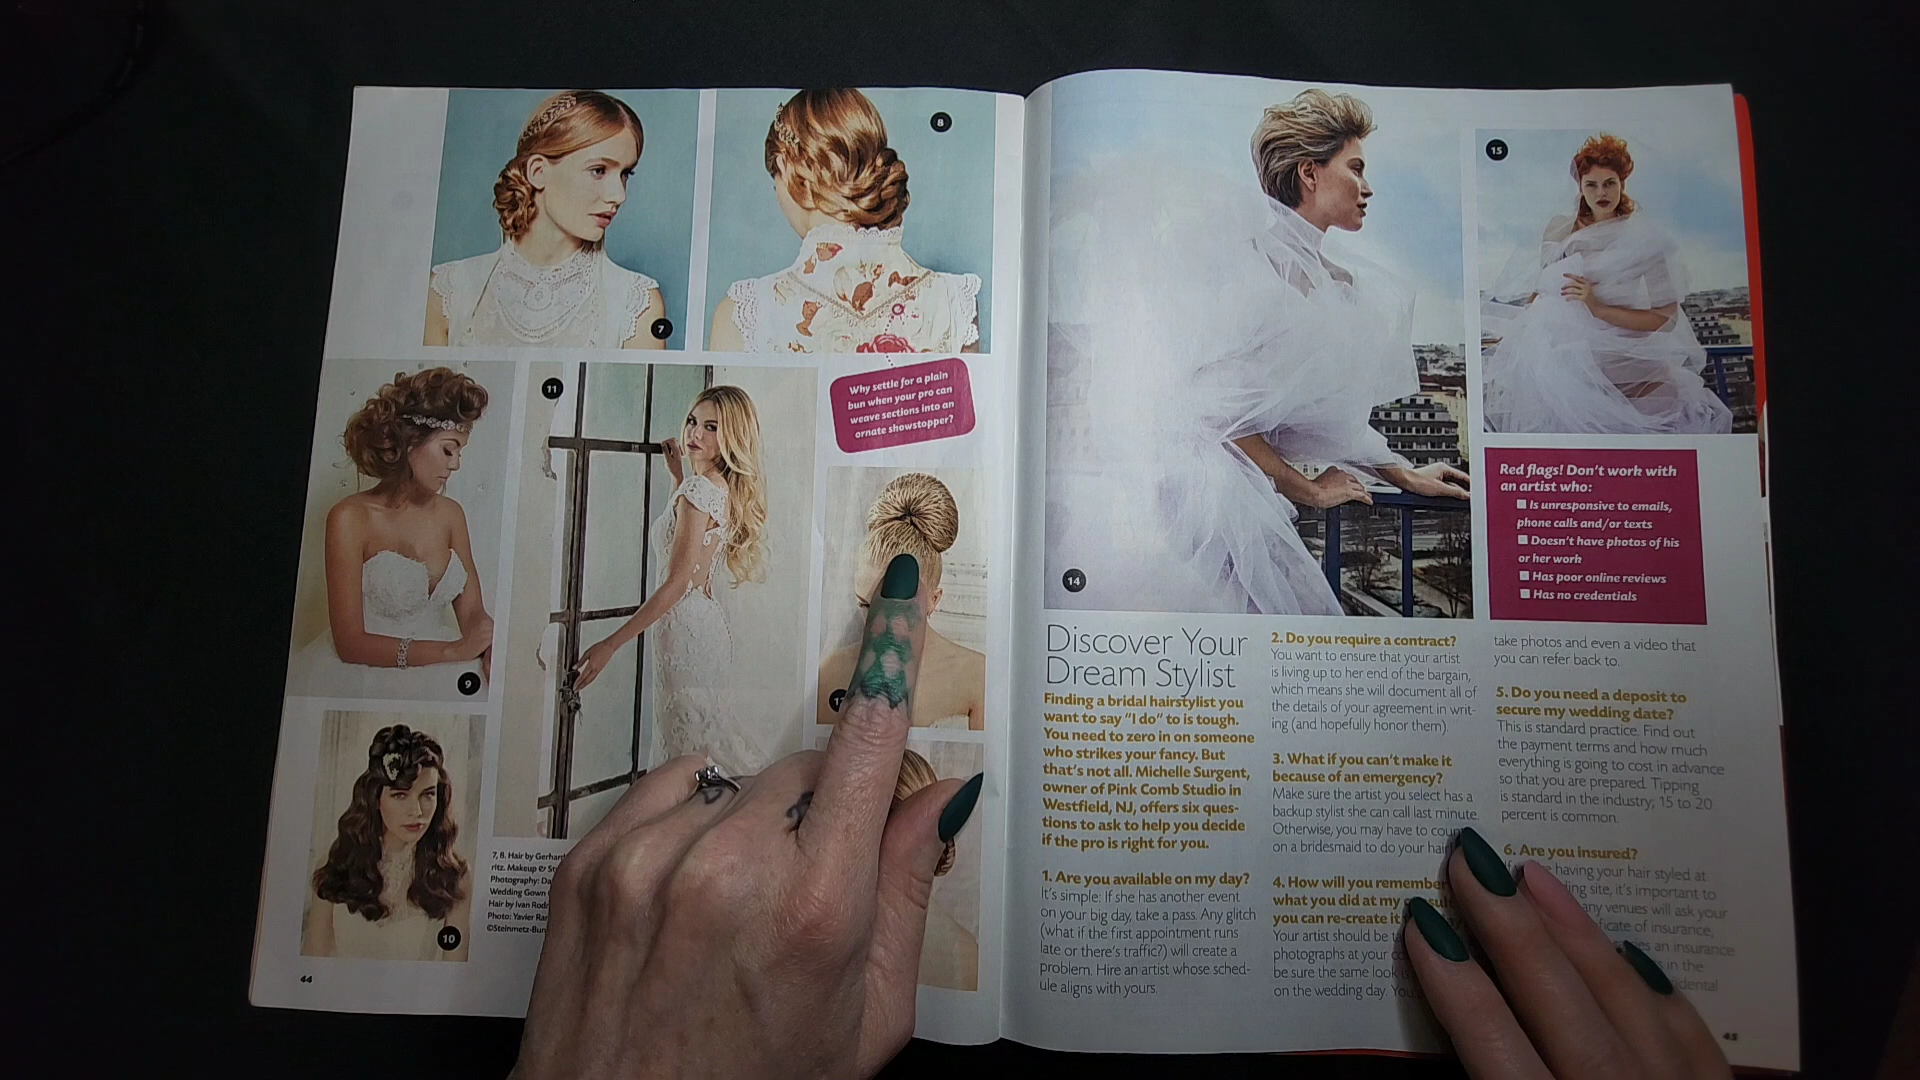 8
7
Why settle for a plain
bun when your pro can
weave sections into an
ornate showstopper?
11
9
10
7, 8. Hair by Gerhar
ritz. Makeup & St
Photography: Da
Wedding Gown
Hair by Ivan Rodr
Photo: Yavier Ra
©Steinmetz-Bun
44
14
15
Red flags! Don't work with
an artist who:
Is unresponsive to emails,
phone calls and/or texts
Doesn't have photos of his
or her work
Has poor online reviews
Has no credentials
Discover Your
Dream Stylist
Finding a bridal hairstylist you
want to say "I do" to is tough.
You need to zero in on someone
who strikes your fancy. But
that's not all. Michelle Surgent,
owner of Pink Comb Studio in
Westfield, NJ, offers six ques-
tions to ask to help you decide
if the pro is right for you.
1. Are you available on my day?
It's simple: If she has another event
on your big day, take a pass. Any glitch
(what if the first appointment runs
late or there's traffic?) will create a
problem. Hire an artist whose sched-
ule aligns with yours.
2. Do you require a contract?
You want to ensure that your artist
is living up to her end of the bargain,
which means she will document all of
the details of your agreement in writ-
ing (and hopefully honor them).
3. What if you can't make it
because of an emergency?
Make sure the artist you select has a
backup stylist she can call last minute.
Otherwise, you may have to coun
on a bridesmaid to do your hair
4. How will you remember
what you did at my
you can re-create it
Your artist should be ta
photographs at your
be sure the same look
on the wedding day. You
take photos and even a video that
you can refer back to.
5. Do you need a deposit to
secure my wedding date?
This is standard practice. Find out
the payment terms and how much
everything is going to cost in advance
so that you are prepared. Tipping
is standard in the industry; 15 to 20
percent is common.
6. Are you insured?
having your hair styled at
site, it's important to
any venues will ask your
of insurance,
an insurance
in the
45